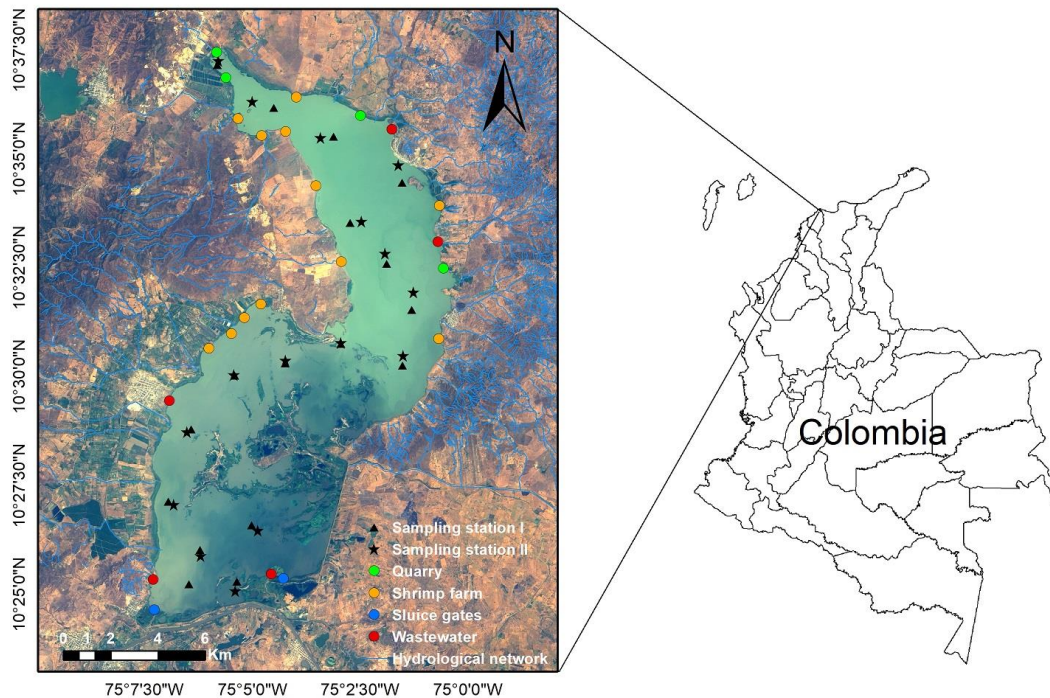 N
10°37'30"N
10°35'0"N
10°32'30"N
10°30'0"N
10°27'30"N
10°25'0"N
Sampling station I
Sampling station II
Quarry
Shrimp farm
Sluice gates
Wastewater
Hydrological network
0 1 2 4 6
Km
75°7'30"W 75°5'0"W 75°2'30"W 75°0'0"W
Colombia